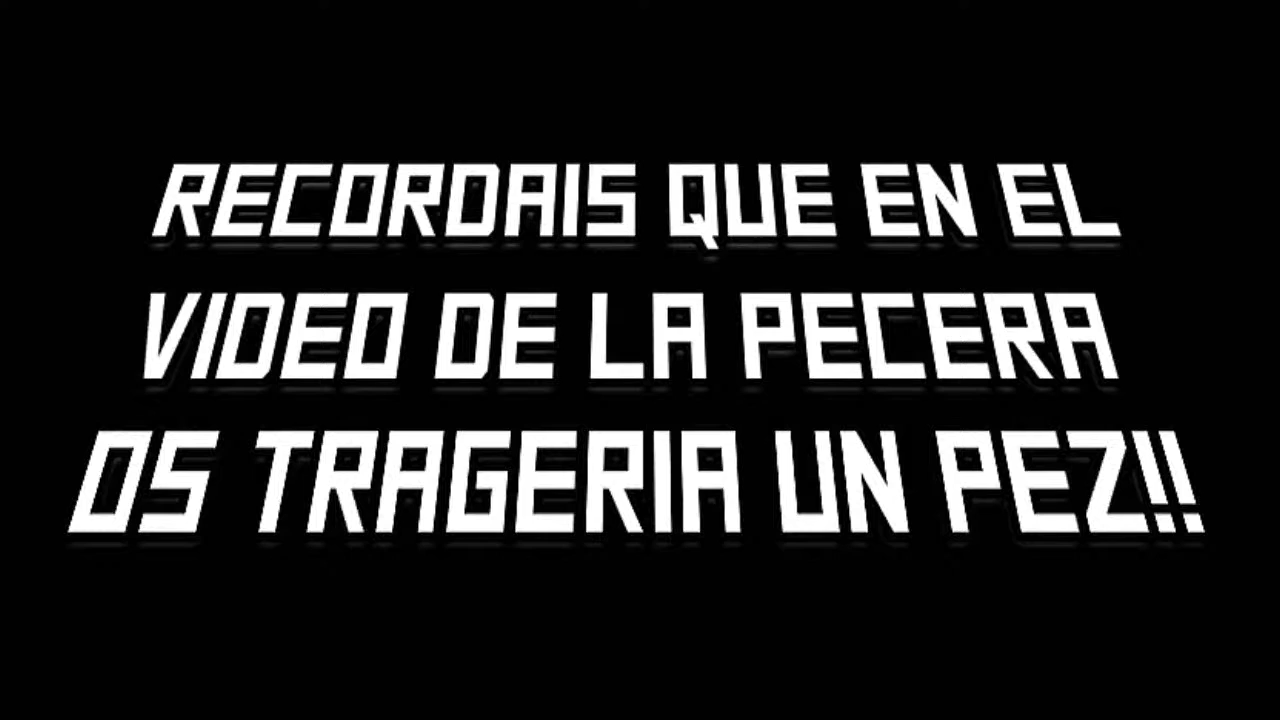 RECORDAIS QUE EN EL
VIDEO DE LA PECERA
OS TRAGERIA UN PEZ!!